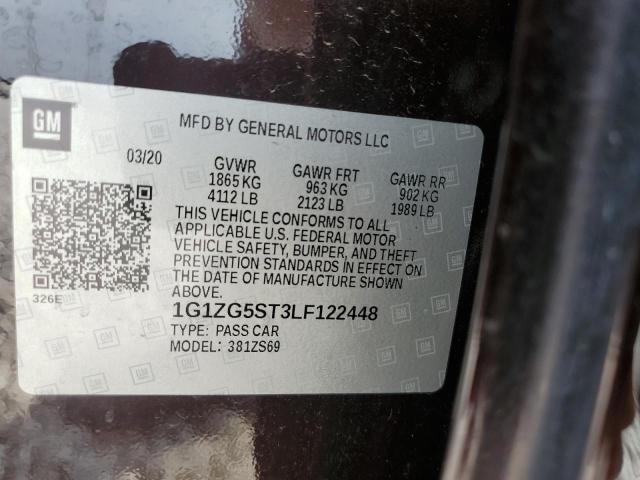 GM
MFD BY GENERAL MOTORS LLC
03/20 GVWR GAWR FRT GAWR RR
1865 KG 963 KG 902 KG
4112 LB 2123 LB 1989 LB
THIS VEHICLE CONFORMS TO ALL
APPLICABLE U.S. FEDERAL MOTOR
VEHICLE SAFETY, BUMPER, AND THEFT
PREVENTION STANDARDS IN EFFECT ON
THE DATE OF MANUFACTURE SHOWN
ABOVE.
326E
1G1ZG5ST3LF122448
TYPE: PASS CAR
MODEL: 381ZS69